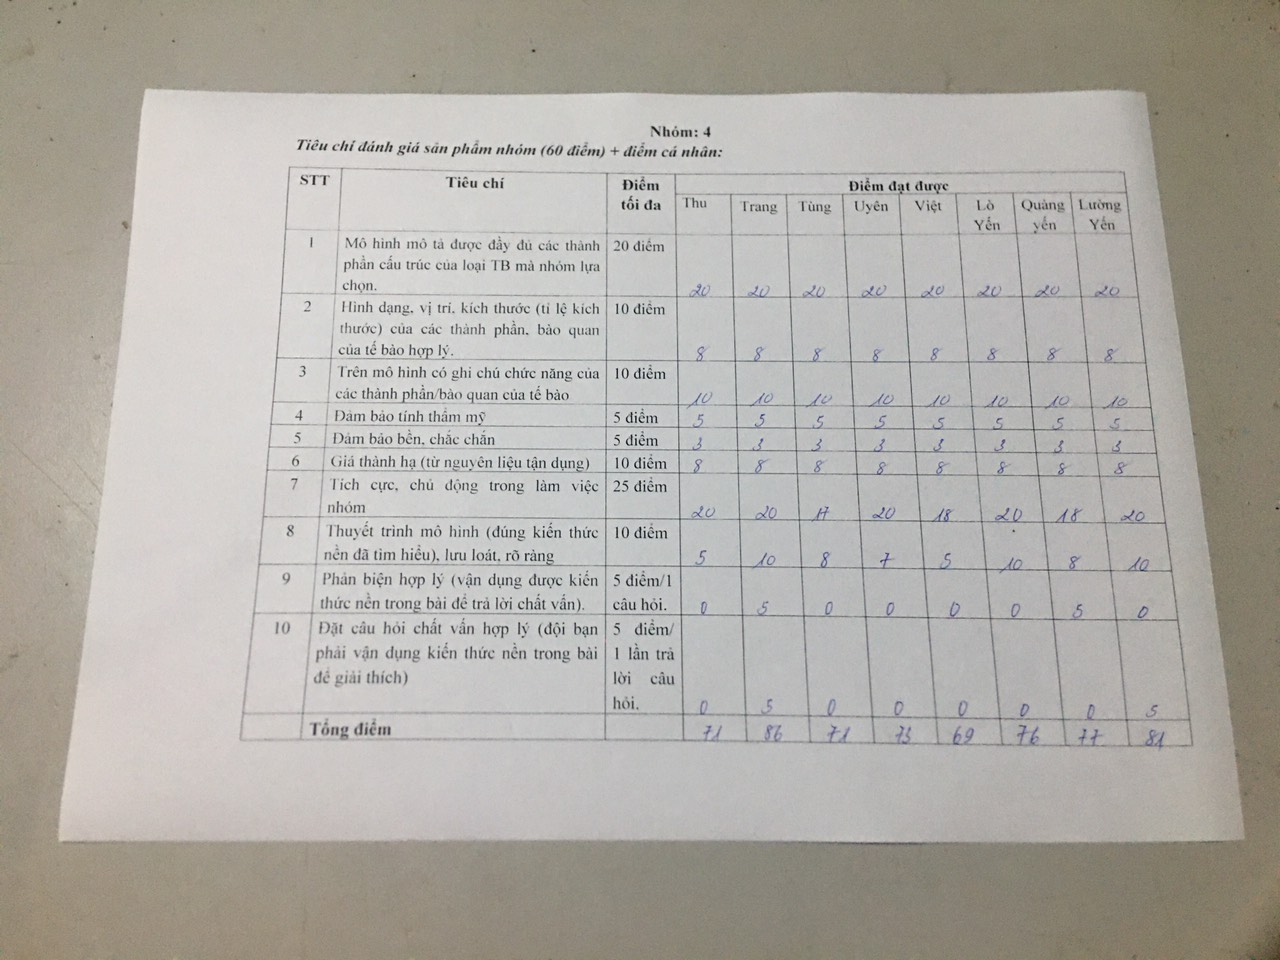 Nhóm: 4
Tiêu chí đánh giá sản phẩm nhóm (60 điểm) + điểm cá nhân:
STT Tiêu chí Điểm tối đa Điểm đạt được
Thu Trang Tùng Uyên Việt Lò Yến Quàng yến Lường Yến
1 Mô hình mô tả được đầy đủ các thành 20 điểm
phần cấu trúc của loại TB mà nhóm lựa
chọn. 20 20 20 20 20 20 20 20
2 Hình dạng, vị trí, kích thước (tỉ lệ kích 10 điểm
thước) của các thành phần, bào quan
của tế bào hợp lý. 8 8 8 8 8 8 8 8
3 Trên mô hình có ghi chú chức năng của 10 điểm
các thành phần/bào quan của tế bào 10 10 10 10 10 10 10 10
4 Đảm bảo tính thẩm mỹ 5 điểm 5 5 5 5 5 5 5 5
5 Đảm bảo bền, chắc chắn 5 điểm 3 3 3 3 3 3 3 3
6 Giá thành hạ (từ nguyên liệu tận dụng) 10 điểm 8 8 8 8 8 8 8 8
7 Tích cực, chủ động trong làm việc 25 điểm
nhóm 20 20 17 20 18 20 18 20
8 Thuyết trình mô hình (đúng kiến thức 10 điểm
nền đã tìm hiểu), lưu loát, rõ ràng 5 10 8 7 5 10 8 10
9 Phản biện hợp lý (vận dụng được kiến 5 điểm/1
thức nền trong bài để trả lời chất vấn). câu hỏi. 0 5 0 0 0 0 5 0
10 Đặt câu hỏi chất vấn hợp lý (đội bạn 5 điểm/
phải vận dụng kiến thức nền trong bài 1 lần trả
để giải thích) lời câu
hỏi. 0 5 0 0 0 0 0 5
Tổng điểm 71 86 71 73 69 76 77 81